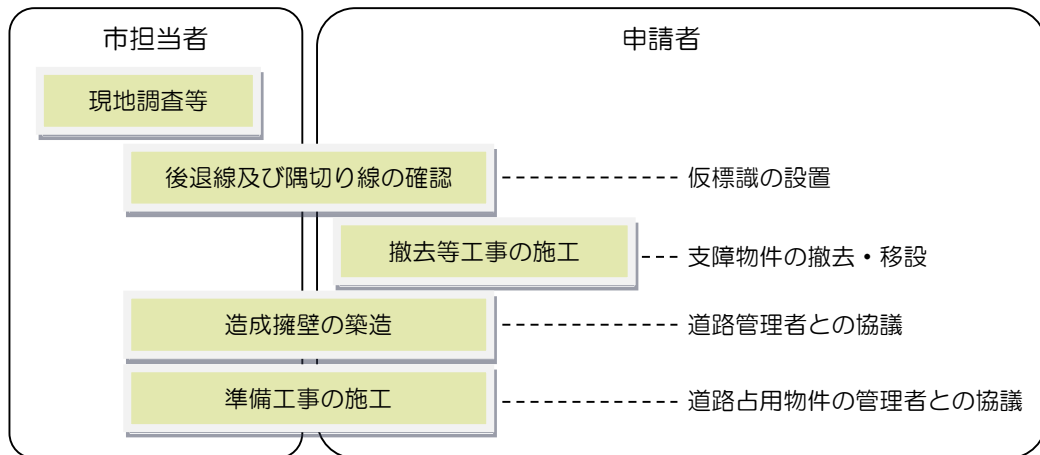 市担当者
申請者
現地調査等
後退線及び隅切り線の確認
仮標識の設置
撤去等工事の施工
支障物件の撤去・移設
造成擁壁の築造
道路管理者との協議
準備工事の施工
道路占用物件の管理者との協議